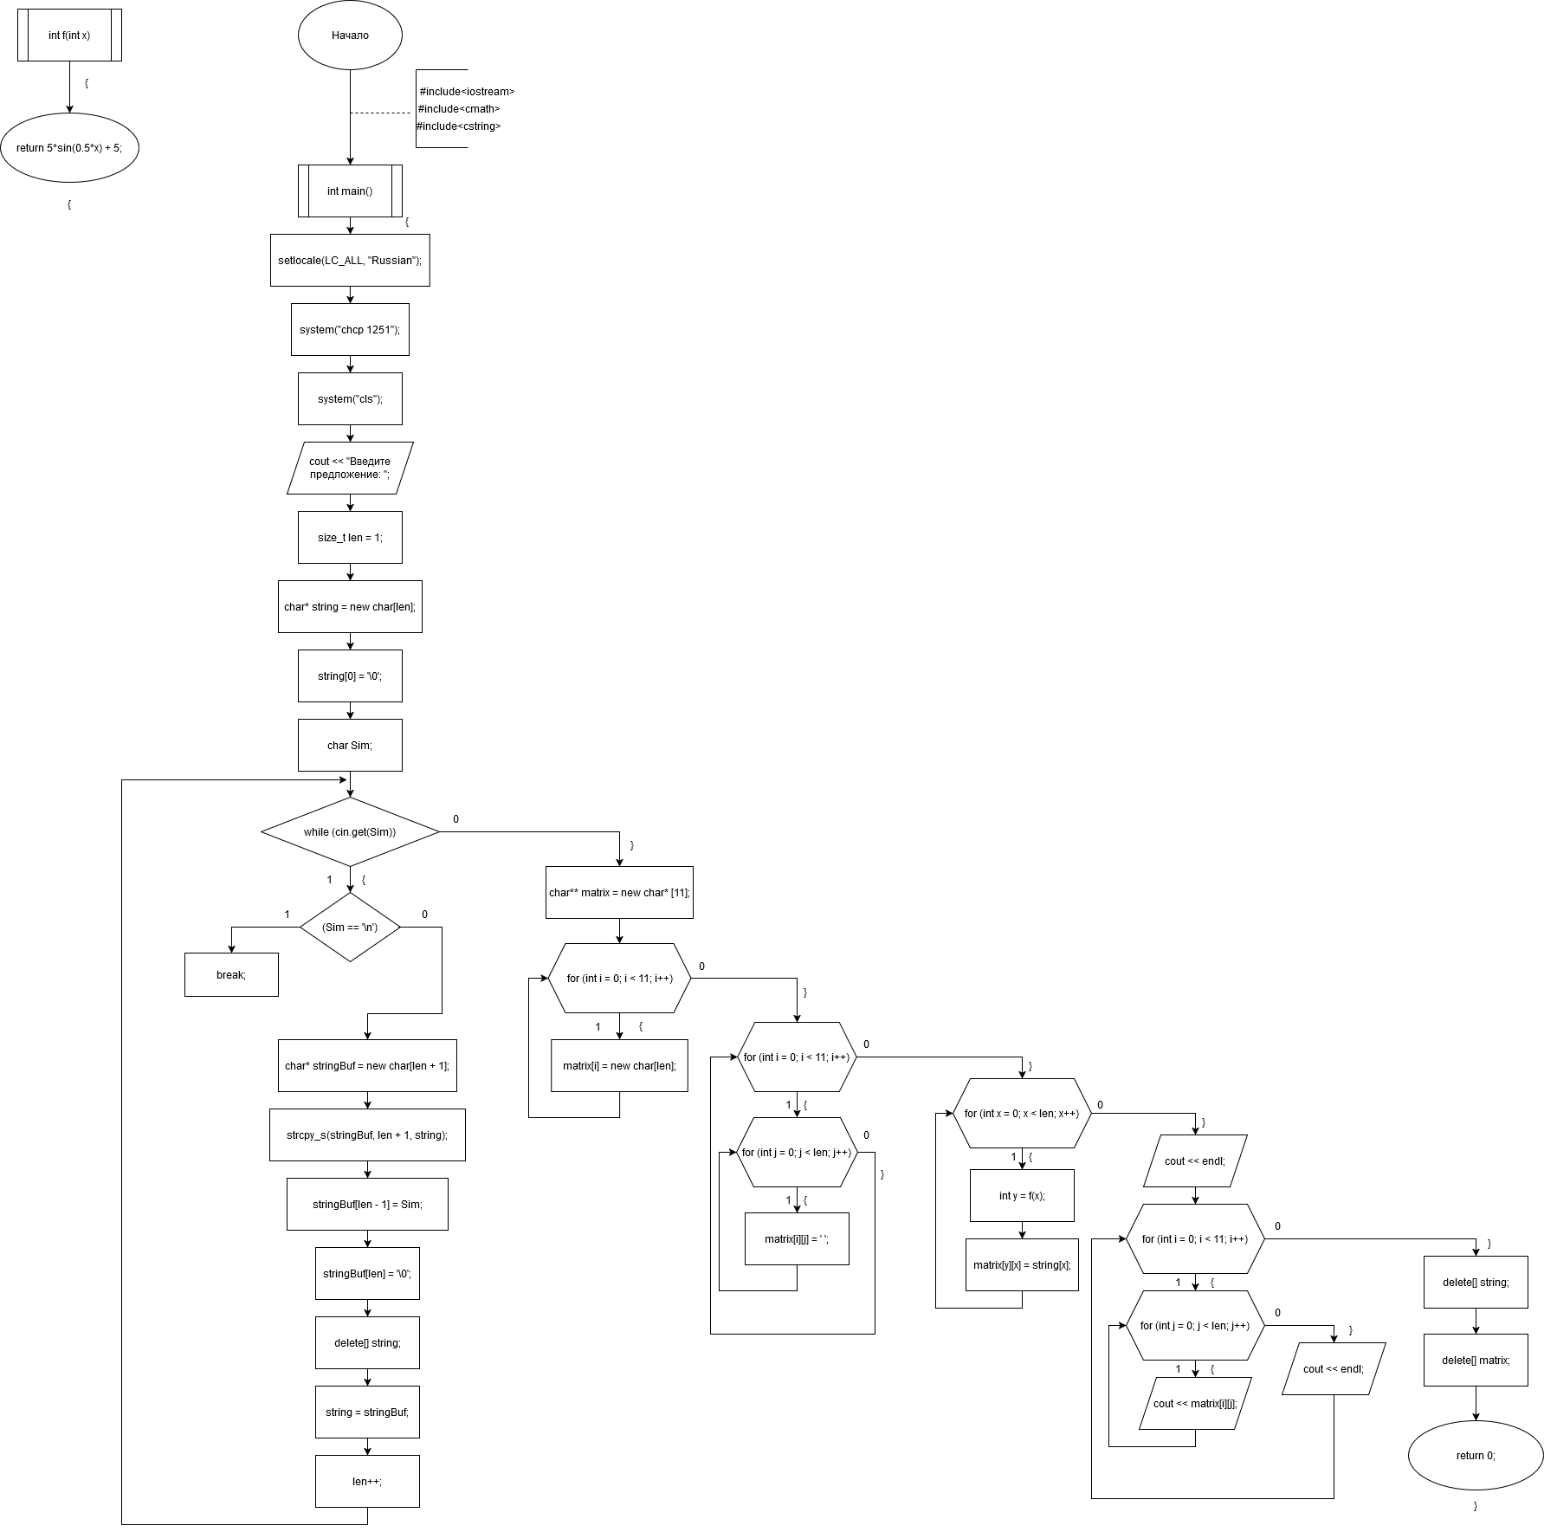 int f(int x)
{
return 5*sin(0.5*x) + 5;
{
Начало
#include<iostream>
#include<cmath>
#include<cstring>
int main()
{
setlocale(LC_ALL, "Russian");
system("chcp 1251");
system("cls");
cout << "Введите
предложение: ";
size_t len = 1;
char* string = new char[len];
string[0] = '\0';
char Sim;
while (cin.get(Sim))
0
}
1
{
(Sim == '\n')
1
0
break;
char* stringBuf = new char[len + 1];
strcpy_s(stringBuf, len + 1, string);
stringBuf[len - 1] = Sim;
stringBuf[len] = '\0';
delete[] string;
string = stringBuf;
len++;
char** matrix = new char* [11];
for (int i = 0; i < 11; i++)
0
}
1
{
matrix[i] = new char[len];
for (int i = 0; i < 11; i++)
0
}
1
{
for (int j = 0; j < len; j++)
0
}
1
{
matrix[i][j] = ' ';
for (int x = 0; x < len; x++)
0
}
1
{
int y = f(x);
matrix[y][x] = string[x];
cout << endl;
for (int i = 0; i < 11; i++)
0
}
1
{
for (int j = 0; j < len; j++)
0
}
1
{
cout << matrix[i][j];
cout << endl;
delete[] string;
delete[] matrix;
return 0;
}